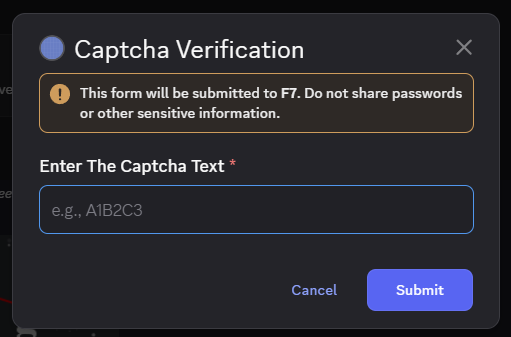 Captcha Verification
This form will be submitted to F7. Do not share passwords
or other sensitive information.
Enter The Captcha Text *
e.g., A1B2C3
Cancel
Submit